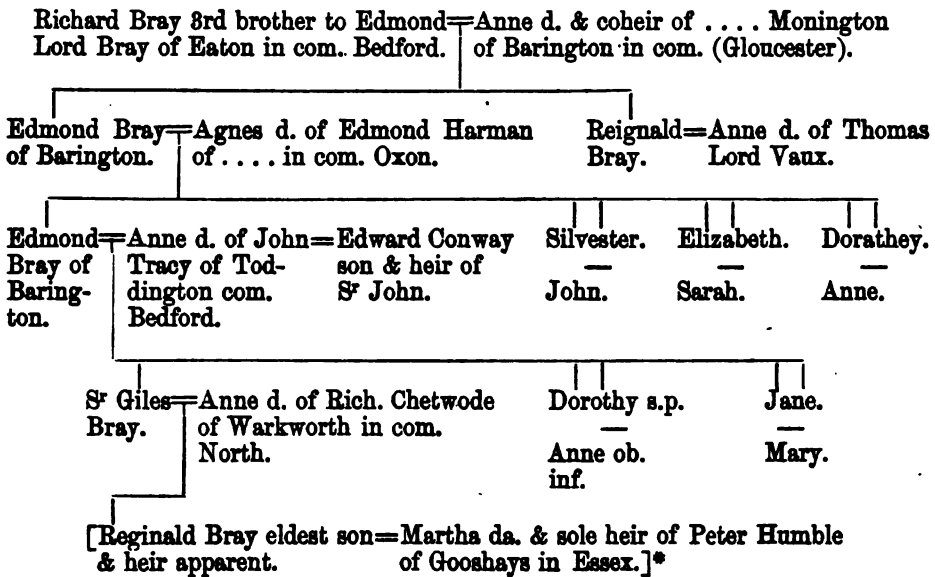 Richard Bray 3rd brother to Edmond=Anne d. & coheir of .... Monington
Lord Bray of Eaton in com. Bedford. of Barington in com. (Gloucester).
Edmond Bray=Agnes d. of Edmond Harman
of Barington. of .... in com. Oxon.
Reignald=Anne d. of Thomas
Bray. Lord Vaux.
Edmond=Anne d. of John=Edward Conway
Bray of Tracy of Tod- son & heir of
Baring- dington com. Sr John.
ton. Bedford.
Silvester.
—
John.
Elizabeth.
—
Sarah.
Dorathey.
—
Anne.
Sr Giles=Anne d. of Rich. Chetwode
Bray. of Warkworth in com.
North.
Dorothy s.p.
—
Anne ob.
inf.
Jane.
—
Mary.
[Reginald Bray eldest son=Martha da. & sole heir of Peter Humble
& heir apparent. of Gooshays in Essex.]*